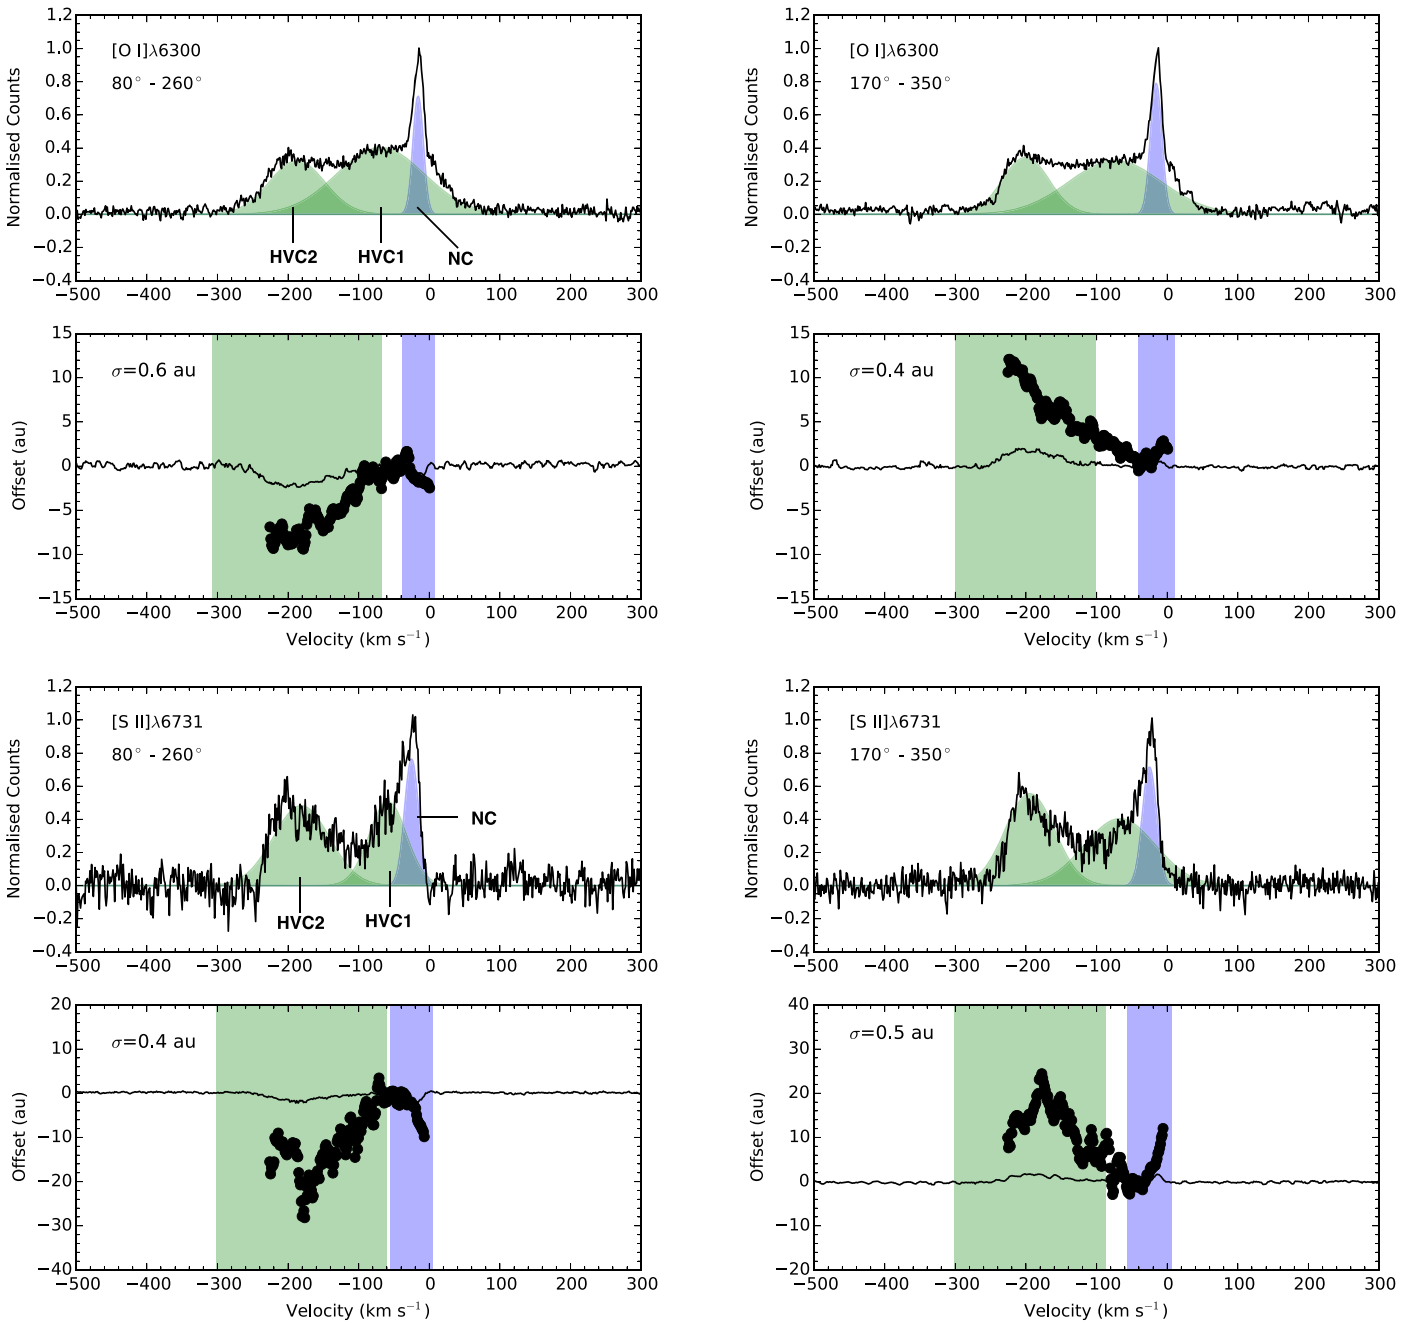 1.2
1.0
0.8
0.6
0.4
0.2
0.0
−0.2
−0.4
Normalised Counts
[O I]λ6300
80° - 260°
HVC2
HVC1
NC
−500 −400 −300 −200 −100 0 100 200 300
1.2
1.0
0.8
0.6
0.4
0.2
0.0
−0.2
−0.4
Normalised Counts
[O I]λ6300
170° - 350°
−500 −400 −300 −200 −100 0 100 200 300
15
10
5
0
−5
−10
−15
Offset (au)
σ=0.6 au
−500 −400 −300 −200 −100 0 100 200 300
Velocity (km s⁻¹)
15
10
5
0
−5
−10
−15
Offset (au)
σ=0.4 au
−500 −400 −300 −200 −100 0 100 200 300
Velocity (km s⁻¹)
1.2
1.0
0.8
0.6
0.4
0.2
0.0
−0.2
−0.4
Normalised Counts
[S II]λ6731
80° - 260°
NC
HVC2
HVC1
−500 −400 −300 −200 −100 0 100 200 300
1.2
1.0
0.8
0.6
0.4
0.2
0.0
−0.2
−0.4
Normalised Counts
[S II]λ6731
170° - 350°
−500 −400 −300 −200 −100 0 100 200 300
20
10
0
−10
−20
−30
−40
Offset (au)
σ=0.4 au
−500 −400 −300 −200 −100 0 100 200 300
Velocity (km s⁻¹)
40
30
20
10
0
−10
−20
Offset (au)
σ=0.5 au
−500 −400 −300 −200 −100 0 100 200 300
Velocity (km s⁻¹)